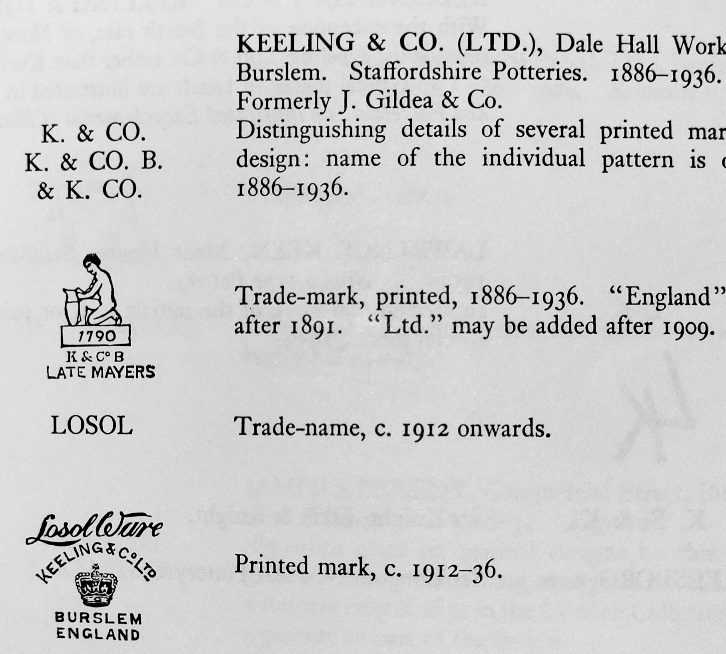 KEELING & CO. (LTD.), Dale Hall Work
Burslem. Staffordshire Potteries. 1886–1936.
Formerly J. Gildea & Co.
K. & CO.
Distinguishing details of several printed mar
K. & CO. B.
design: name of the individual pattern is
& K. CO.
1886–1936.
1790
K & Cº B
LATE MAYERS
Trade-mark, printed, 1886–1936. "England"
after 1891. "Ltd." may be added after 1909.
LOSOL
Trade-name, c. 1912 onwards.
Losol Ware
KEELING & Cº LTD
BURSLEM
ENGLAND
Printed mark, c. 1912–36.